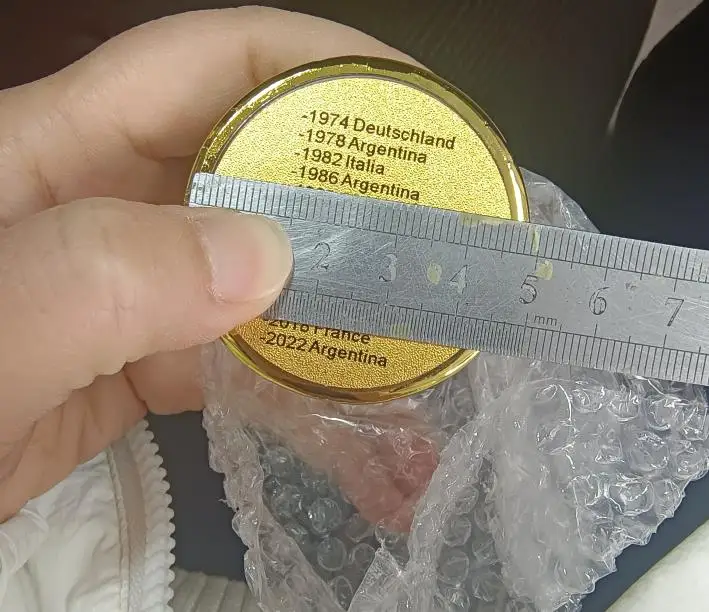 -1974 Deutschland
-1978 Argentina
-1982 Italia
-1986 Argentina
2 3 4 5 6 7
mm
-2018 France
-2022 Argentina